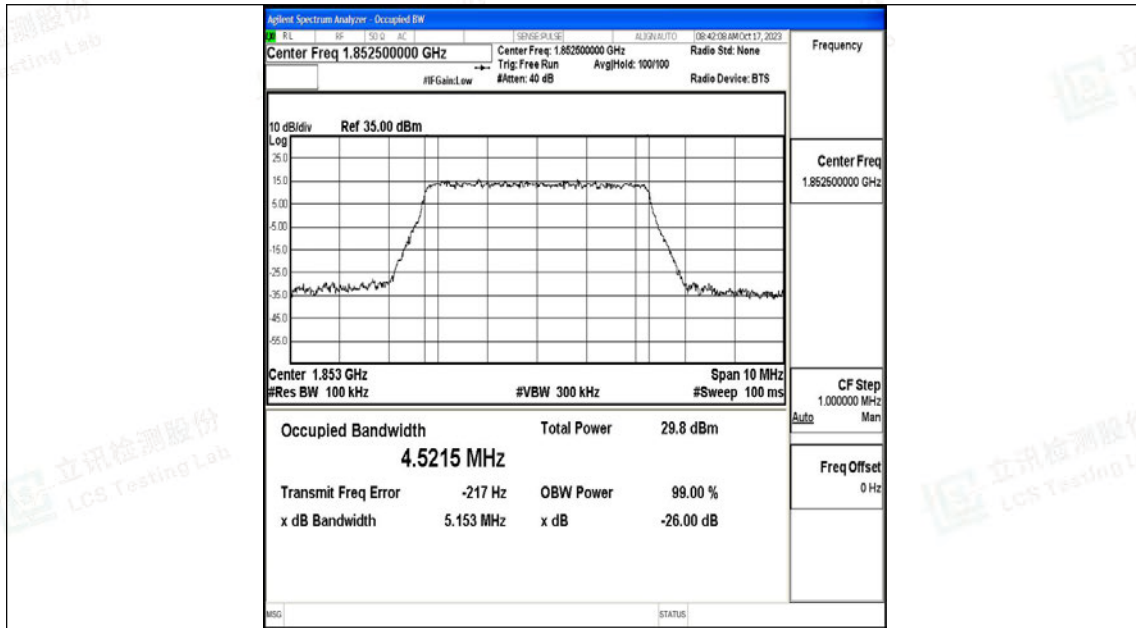 Agilent Spectrum Analyzer - Occupied BW
RL RF 50 Ω AC SENSE:PULSE ALIGNAUTO 08:42:08 AM Oct 17, 2023
Center Freq 1.852500000 GHz
Center Freq: 1.852500000 GHz
Radio Std: None
Trig: Free Run Avg|Hold: 100/100
#IFGain:Low #Atten: 40 dB Radio Device: BTS
10 dB/div Ref 35.00 dBm
Log
25.0
15.0
5.00
-5.00
-15.0
-25.0
-35.0
-45.0
-55.0
Center 1.853 GHz Span 10 MHz
#Res BW 100 kHz #VBW 300 kHz #Sweep 100 ms
Occupied Bandwidth Total Power 29.8 dBm
4.5215 MHz
Transmit Freq Error -217 Hz OBW Power 99.00 %
x dB Bandwidth 5.153 MHz x dB -26.00 dB
MSG STATUS
Frequency
Center Freq
1.852500000 GHz
CF Step
1.000000 MHz
Auto Man
Freq Offset
0 Hz
立讯检测股份
LCS Testing Lab
立讯检测股份
LCS Testing L